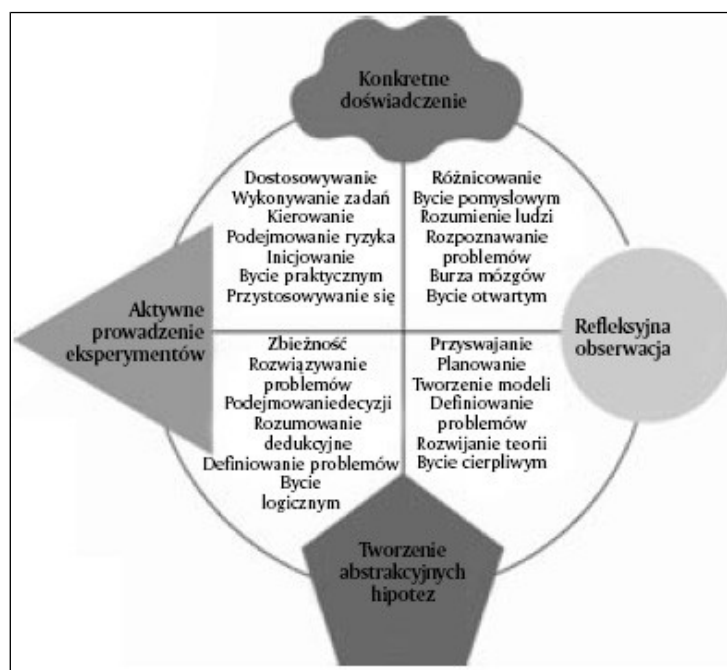 Konkretne
doświadczenie
Dostosowywanie
Wykonywanie zadań
Kierowanie
Podejmowanie ryzyka
Inicjowanie
Bycie praktycznym
Przystosowywanie się
Różnicowanie
Bycie pomysłowym
Rozumienie ludzi
Rozpoznawanie
problemów
Burza mózgów
Bycie otwartym
Aktywne
prowadzenie
eksperymentów
Refleksyjna
obserwacja
Zbieżność
Rozwiązywanie
problemów
Podejmowaniedecyzji
Rozumowanie
dedukcyjne
Definiowanie problemów
Bycie
logicznym
Przyswajanie
Planowanie
Tworzenie modeli
Definiowanie
problemów
Rozwijanie teorii
Bycie cierpliwym
Tworzenie
abstrakcyjnych
hipotez